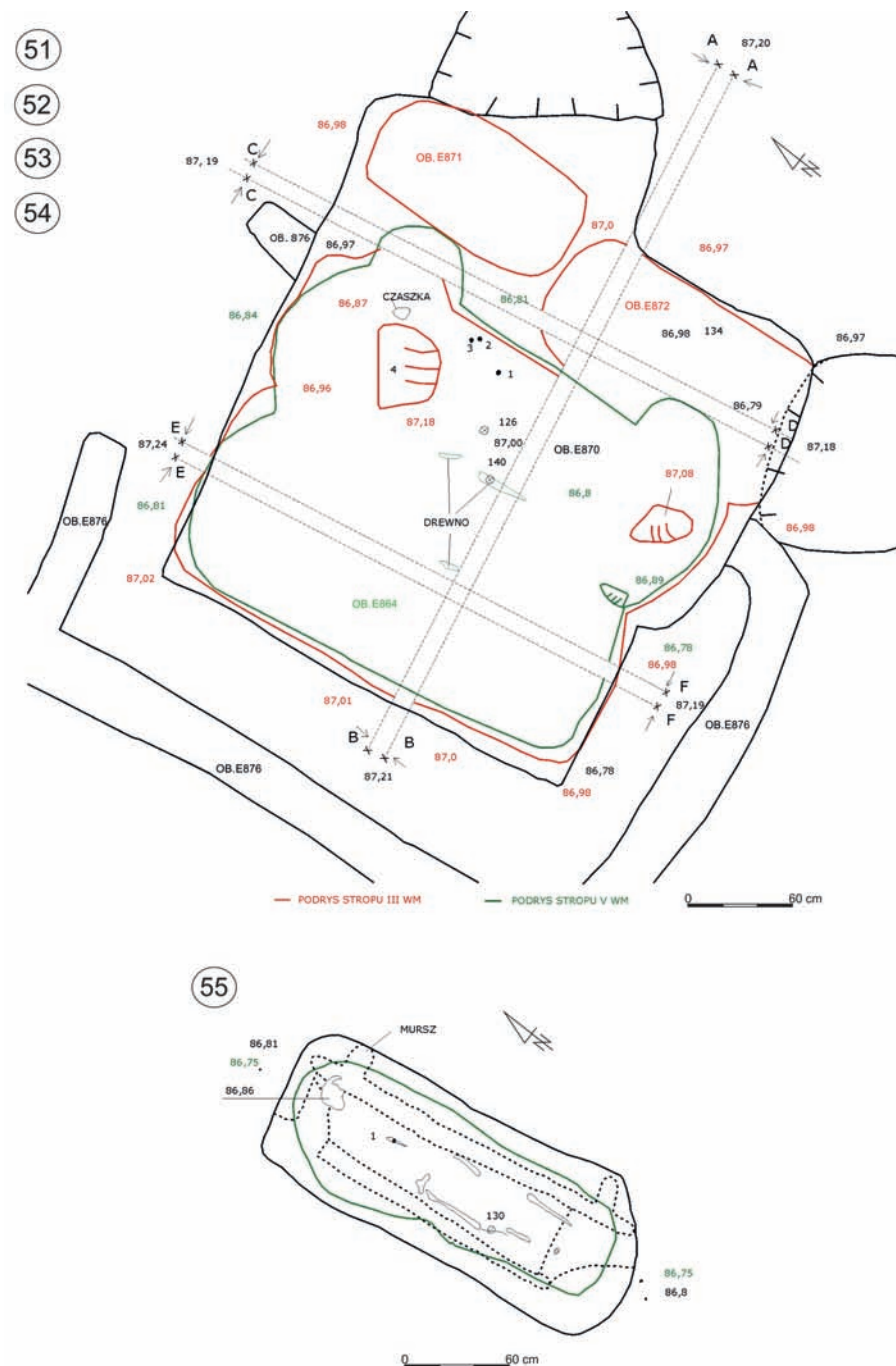 51
52
53
54
A
87,20
A
86,98
C
87, 19
C
OB.E871
OB. 876
86,97
87,0
86,97
86,84
86,87
CZASZKA
86,81
OB.E872
86,98 134
86,97
3 2
4
1
86,96
87,18
86,79
D
D
87,18
126
87,00
OB.E870
140
E
87,24
E
86,81
87,08
86,8
OB.E876
DREWNO
86,98
86,89
87,02
OB.E864
86,78
86,98
F
87,19
F
OB.E876
87,01
B
B
87,0
87,21
86,78
86,98
OB.E876
PODRYS STROPU III WM
PODRYS STROPU V WM
60 cm
55
MURSZ
86,81
86,75
86,86
1
130
86,75
86,8
0 60 cm